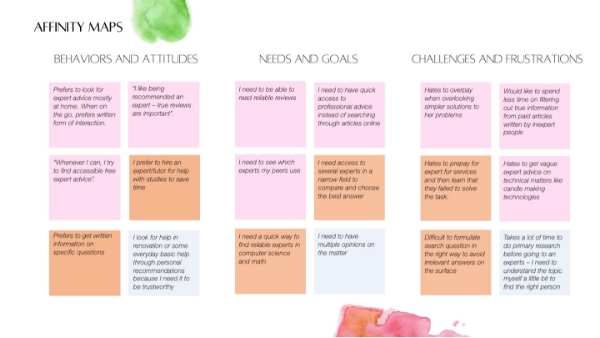 AFFINITY MAPS
BEHAVIORS AND ATTITUDES
Prefers to look for
expert advice mostly
at home. When on
the go, prefers written
form of interaction.
"I like being
recommended an
expert – true reviews
are important".
"Whenever I can, I try
to find accessible free
expert advice".
I prefer to hire an
expert/tutor for help
with studies to save
time
Prefers to get written
information on
specific questions
I look for help in
renovation or some
everyday basic help
through personal
recommendations
because I need it to
be trustworthy
NEEDS AND GOALS
I need to be able to
read reliable reviews
I need to have quick
access to
professional advice
instead of searching
through articles online
I need to see which
experts my peers use
I need access to
several experts in a
narrow field to
compare and choose
the best answer
I need a quick way to
find reliable experts in
computer science
and math
I need to have
multiple opinions on
the matter
CHALLENGES AND FRUSTRATIONS
Hates to overpay
when overlooking
simpler solutions to
her problems
Would like to spend
less time on filtering
out true information
from paid articles
written by inexpert
people
Hates to prepay for
expert for services
and then learn that
they failed to solve
the task.
Hates to get vague
expert advice on
technical matters like
candle making
technologies
Difficult to formulate
search question in
the right way to avoid
irrelevant answers on
the surface
Takes a lot of time to
do primary research
before going to an
experts – I need to
understand the topic
myself a little bit to
find the right person